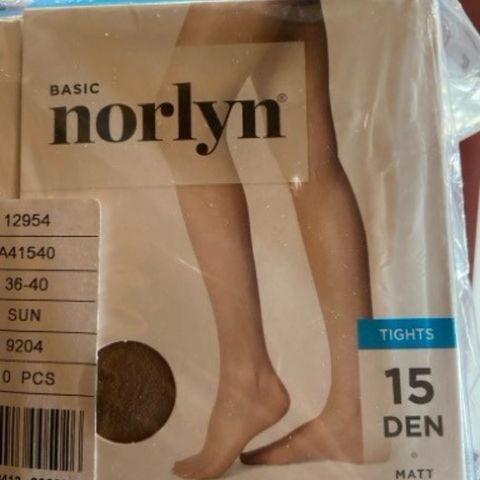 BASIC
norlyn®
12954
A41540
36-40
SUN
9204
0 PCS
TIGHTS
15
DEN
MATT